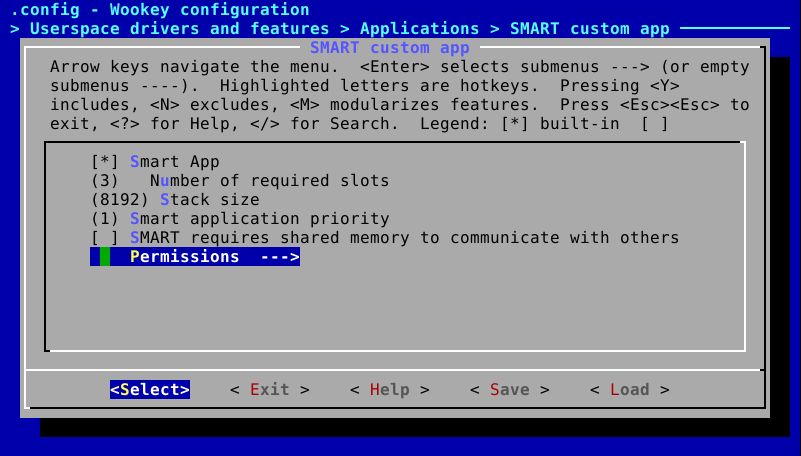 .config - Wookey configuration
> Userspace drivers and features > Applications > SMART custom app
SMART custom app
Arrow keys navigate the menu.  <Enter> selects submenus ---> (or empty
submenus ----).  Highlighted letters are hotkeys.  Pressing <Y>
includes, <N> excludes, <M> modularizes features.  Press <Esc><Esc> to
exit, <?> for Help, </> for Search.  Legend: [*] built-in  [ ]
[*] Smart App
(3)   Number of required slots
(8192) Stack size
(1) Smart application priority
[ ] SMART requires shared memory to communicate with others
Permissions  --->
<Select>    < Exit >    < Help >    < Save >    < Load >